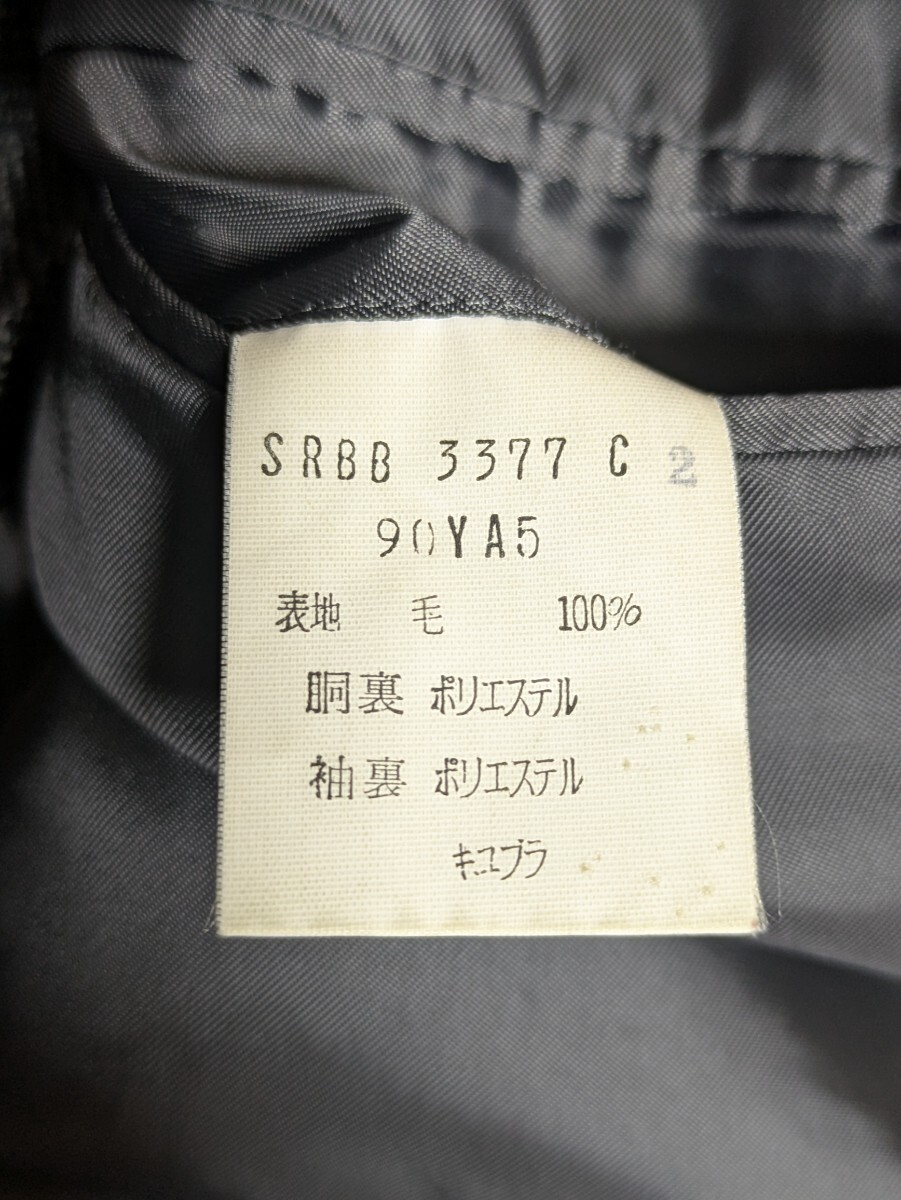 SRBB 3377 C 2
90YA5
表地 毛 100%
胴裏 ポリエステル
袖裏 ポリエステル
キュプラ